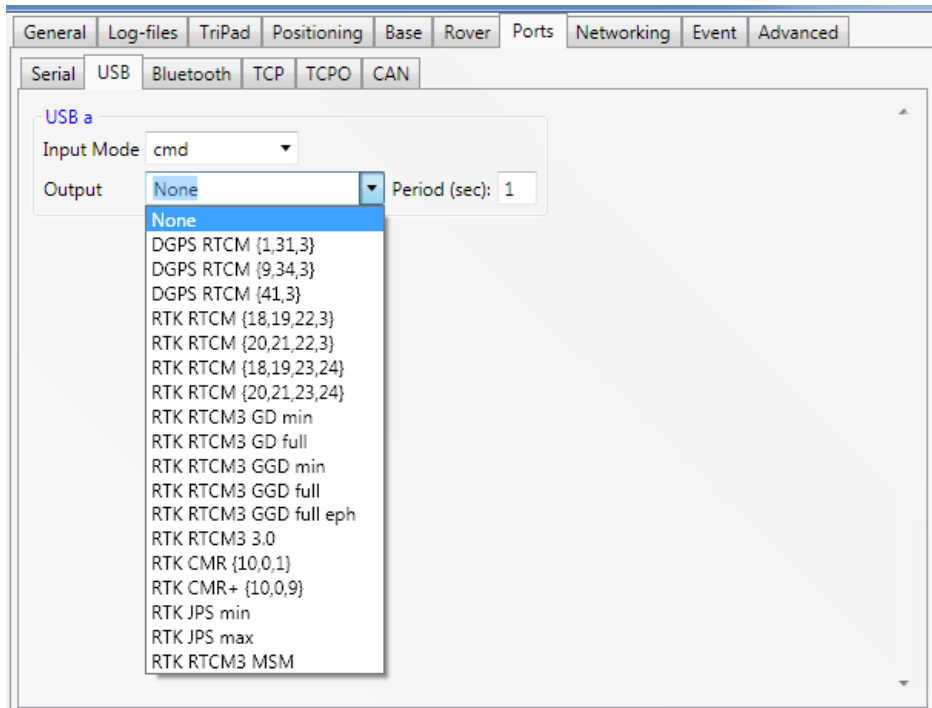 General Log-files TriPad Positioning Base Rover Ports Networking Event Advanced
Serial USB Bluetooth TCP TCPO CAN
USB a
Input Mode cmd
Output None Period (sec): 1
None
DGPS RTCM {1,31,3}
DGPS RTCM {9,34,3}
DGPS RTCM {41,3}
RTK RTCM {18,19,22,3}
RTK RTCM {20,21,22,3}
RTK RTCM {18,19,23,24}
RTK RTCM {20,21,23,24}
RTK RTCM3 GD min
RTK RTCM3 GD full
RTK RTCM3 GGD min
RTK RTCM3 GGD full
RTK RTCM3 GGD full eph
RTK RTCM3 3.0
RTK CMR {10,0,1}
RTK CMR+ {10,0,9}
RTK JPS min
RTK JPS max
RTK RTCM3 MSM